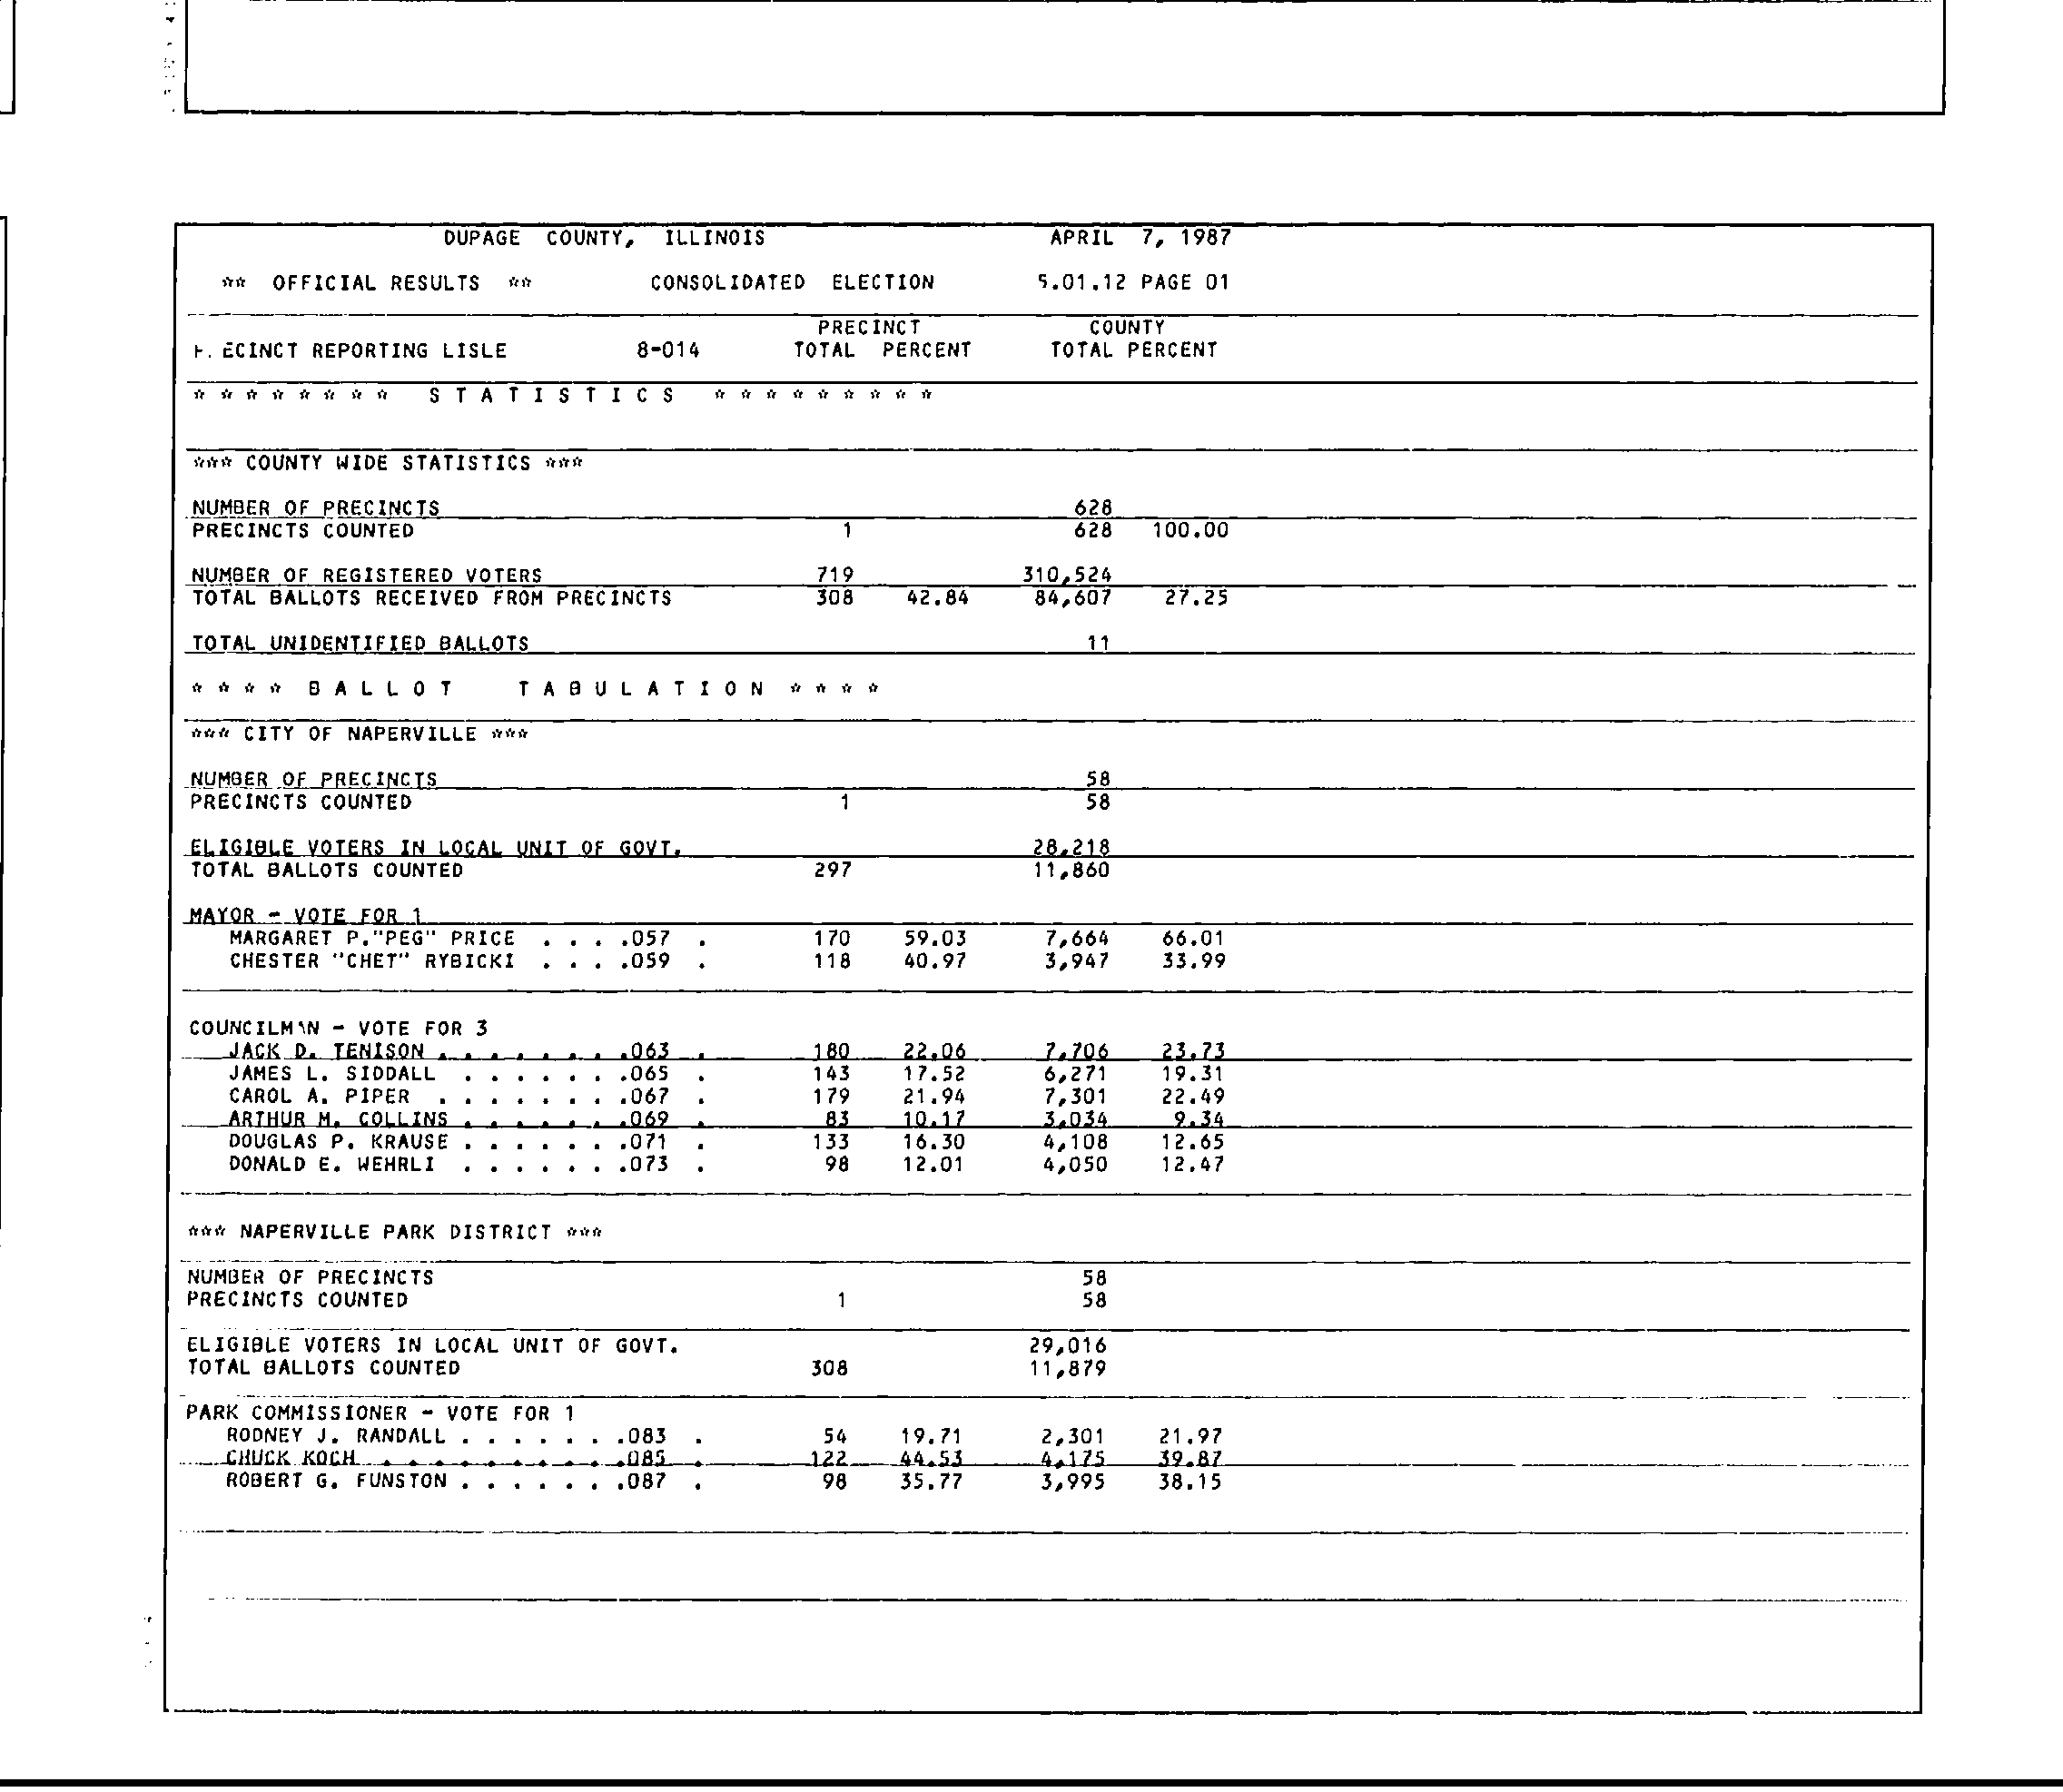 DUPAGE COUNTY, ILLINOIS APRIL 7, 1987
** OFFICIAL RESULTS ** CONSOLIDATED ELECTION 5.01.12 PAGE 01
PRECINCT COUNTY
ECINCT REPORTING LISLE 8-014 TOTAL PERCENT TOTAL PERCENT
* * * * * * * * S T A T I S T I C S * * * * * * * * *
*** COUNTY WIDE STATISTICS ***
NUMBER OF PRECINCTS 628
PRECINCTS COUNTED 1 628 100.00
NUMBER OF REGISTERED VOTERS 719 310,524
TOTAL BALLOTS RECEIVED FROM PRECINCTS 308 42.84 84,607 27.25
TOTAL UNIDENTIFIED BALLOTS 11
* * * * B A L L O T T A B U L A T I O N * * * *
*** CITY OF NAPERVILLE ***
NUMBER OF PRECINCTS 58
PRECINCTS COUNTED 1 58
ELIGIBLE VOTERS IN LOCAL UNIT OF GOVT. 28,218
TOTAL BALLOTS COUNTED 297 11,860
MAYOR - VOTE FOR 1
MARGARET P."PEG" PRICE . . . .057 . 170 59.03 7,664 66.01
CHESTER "CHET" RYBICKI . . . .059 . 118 40.97 3,947 33.99
COUNCILMAN - VOTE FOR 3
JACK D. TENISON . . . . . . . .063 . 180 22.06 7,706 23.73
JAMES L. SIDDALL . . . . . . .065 . 143 17.52 6,271 19.31
CAROL A. PIPER . . . . . . . .067 . 179 21.94 7,301 22.49
ARTHUR M. COLLINS . . . . . . .069 . 83 10.17 3,034 9.34
DOUGLAS P. KRAUSE . . . . . . .071 . 133 16.30 4,108 12.65
DONALD E. WEHRLI . . . . . . .073 . 98 12.01 4,050 12.47
*** NAPERVILLE PARK DISTRICT ***
NUMBER OF PRECINCTS 58
PRECINCTS COUNTED 1 58
ELIGIBLE VOTERS IN LOCAL UNIT OF GOVT. 29,016
TOTAL BALLOTS COUNTED 308 11,879
PARK COMMISSIONER - VOTE FOR 1
RODNEY J. RANDALL . . . . . . .083 . 54 19.71 2,301 21.97
CHUCK KOCH . . . . . . . . . .085 . 122 44.53 4,175 39.87
ROBERT G. FUNSTON . . . . . . .087 . 98 35.77 3,995 38.15